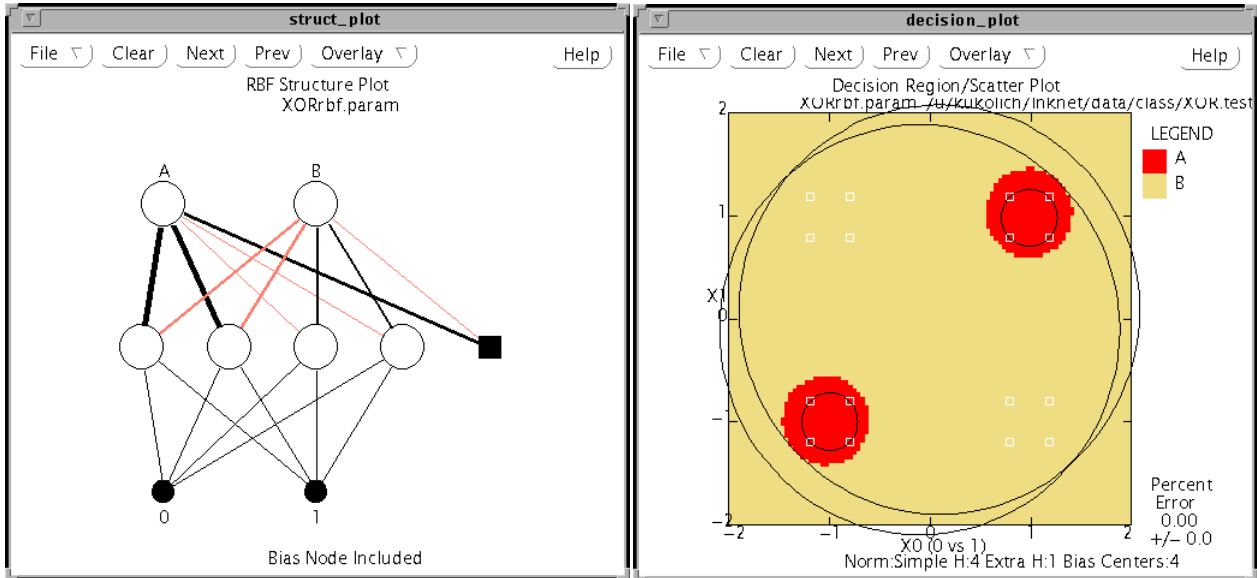 struct_plot
File Clear Next Prev Overlay Help
RBF Structure Plot
XORrbf.param
A B
0 1
Bias Node Included
decision_plot
File Clear Next Prev Overlay Help
Decision Region/Scatter Plot
XORrbf.param /u/kukolich/lnknet/data/class/XOR.test
LEGEND
A
B
2
1
X1
0
-1
-2
-2 -1 0 1 2
X0 (0 vs 1)
Percent
Error
0.00
+/- 0.0
Norm:Simple H:4 Extra H:1 Bias Centers:4